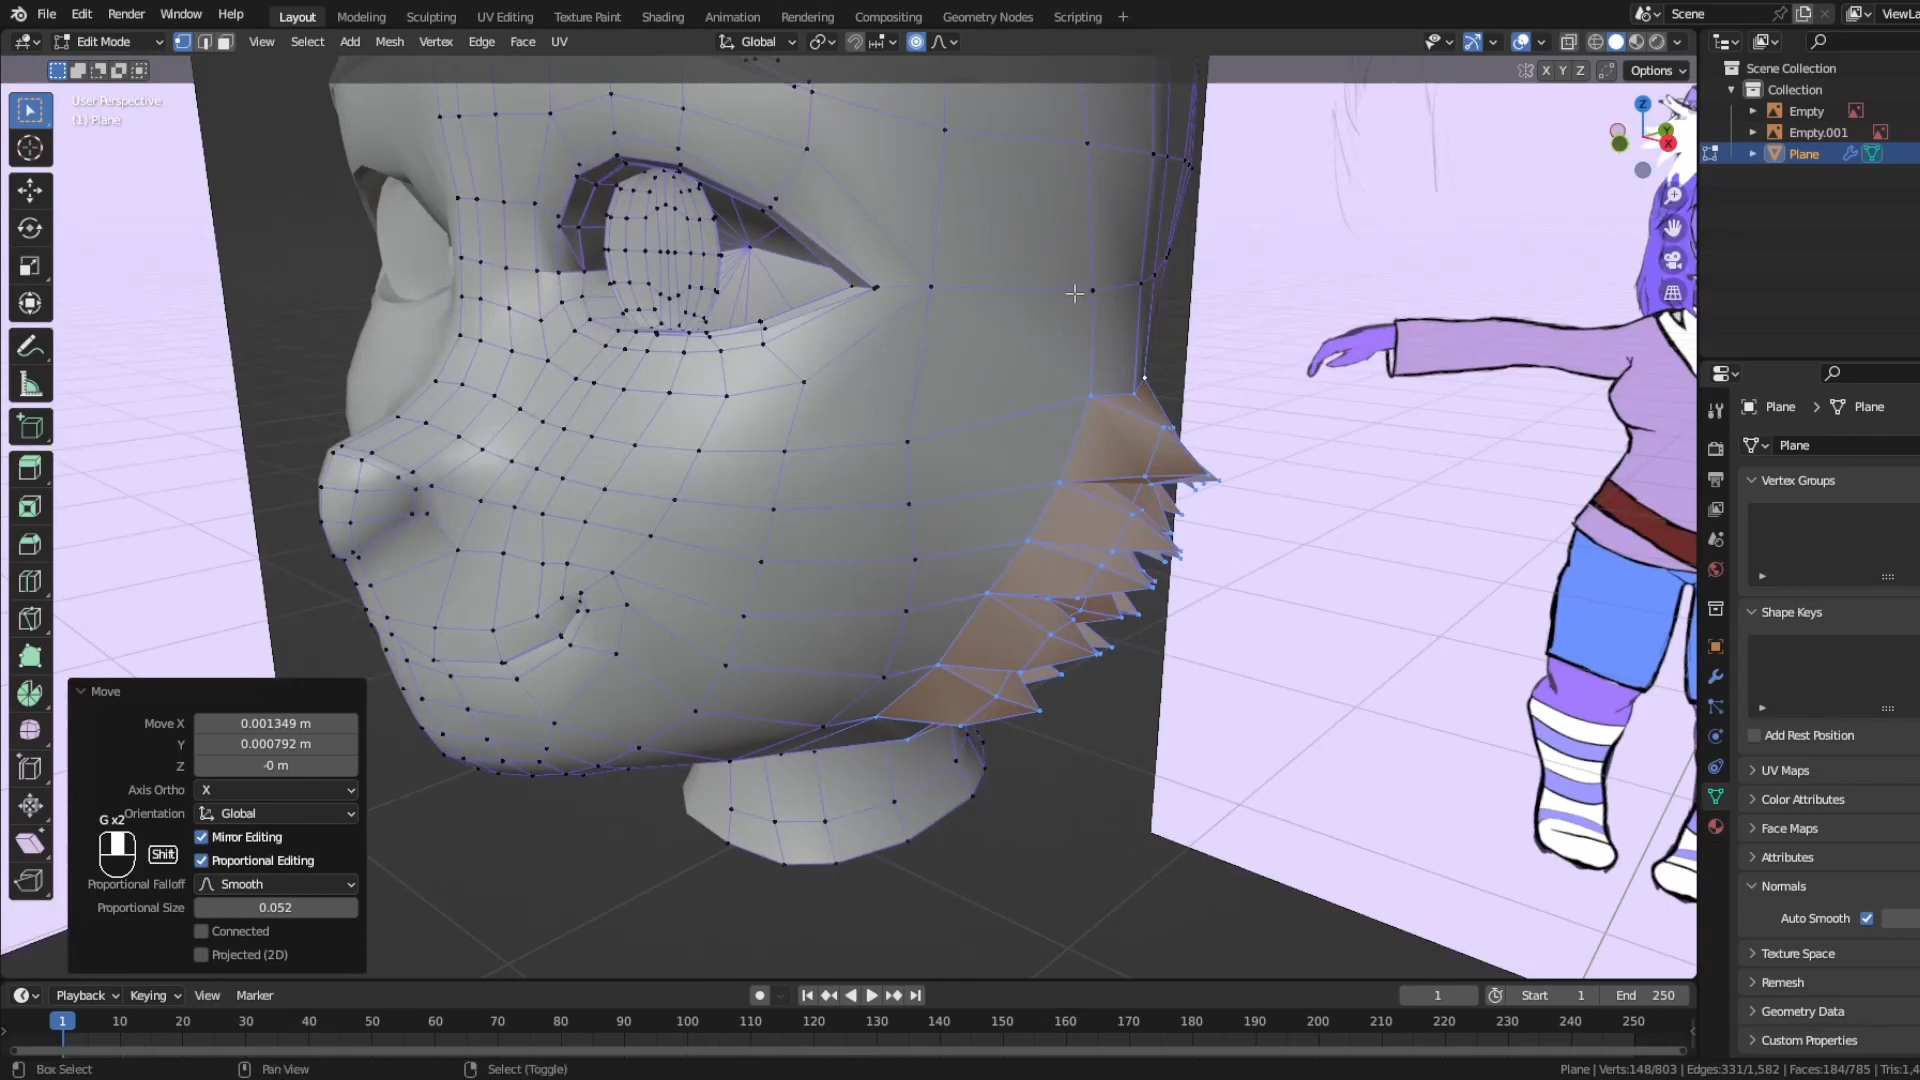 File Edit Render Window Help Layout Modeling Sculpting UV Editing Texture Paint Shading Animation Rendering Compositing Geometry Nodes Scripting + Scene ViewLa
Edit Mode View Select Add Mesh Vertex Edge Face UV Global
X Y Z Options
User Perspective
(1) Plane
Z
Y
X
Scene Collection
Collection
Empty
Empty.001
Plane
Plane > Plane
Plane
Vertex Groups
Shape Keys
Add Rest Position
UV Maps
Color Attributes
Face Maps
Attributes
Normals
Auto Smooth
Texture Space
Remesh
Geometry Data
Custom Properties
Move
Move X 0.001349 m
Y 0.000792 m
Z -0 m
Axis Ortho X
Orientation Global
G x2
Mirror Editing
Shift
Proportional Editing
Proportional Falloff Smooth
Proportional Size 0.052
Connected
Projected (2D)
Playback Keying View Marker 1 Start 1 End 250
1 10 20 30 40 50 60 70 80 90 100 110 120 130 140 150 160 170 180 190 200 210 220 230 240 250
Box Select Pan View Select (Toggle) Plane | Verts:148/803 | Edges:331/1,582 | Faces:184/785 | Tris:1,4